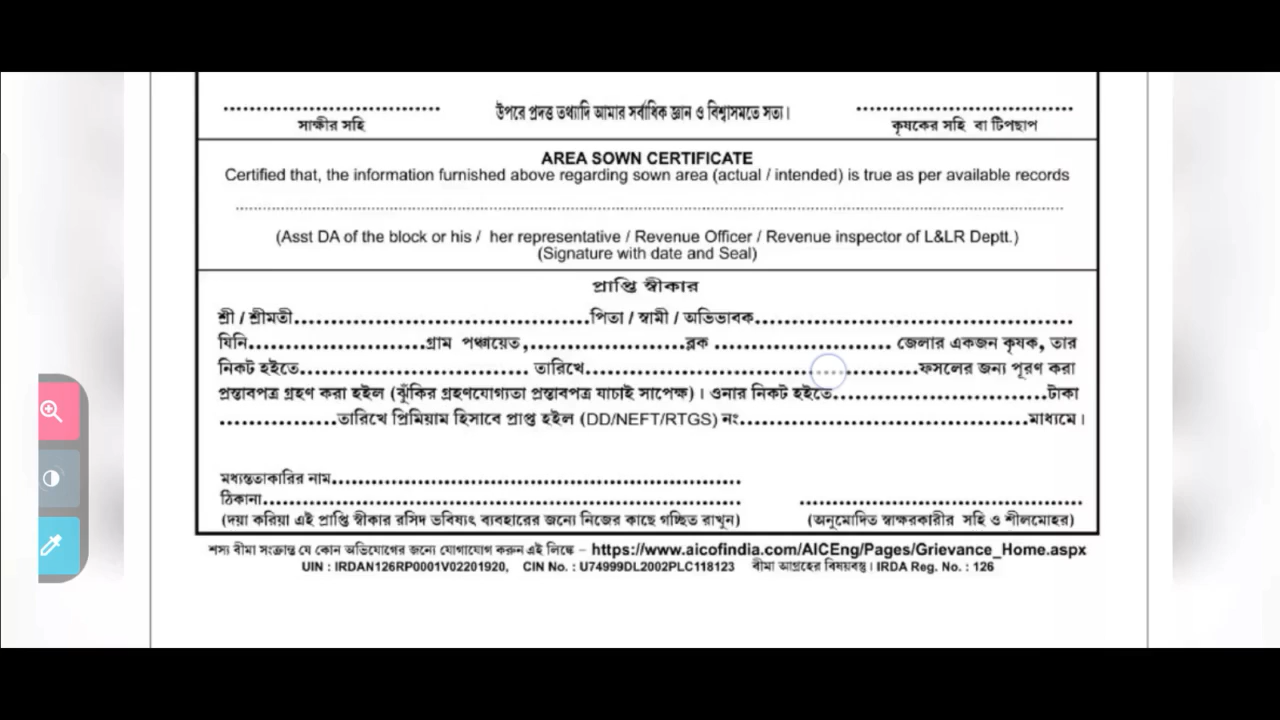 ........................................ উপরে প্রদত্ত তথ্যাদি আমার সর্বাধিক জ্ঞান ও বিশ্বাসমতে সত্য। ........................................
সাক্ষীর সহি কৃষকের সহি বা টিপছাপ
AREA SOWN CERTIFICATE
Certified that, the information furnished above regarding sown area (actual / intended) is true as per available records
................................................................................
(Asst DA of the block or his / her representative / Revenue Officer / Revenue inspector of L&LR Deptt.)
(Signature with date and Seal)
প্রাপ্তি স্বীকার
শ্রী / শ্রীমতী........................................পিতা / স্বামী / অভিভাবক........................................
যিনি........................গ্রাম পঞ্চায়েত,......................ব্লক ........................ জেলার একজন কৃষক, তার
নিকট হইতে................................ তারিখে................................................ফসলের জন্য পূরণ করা
প্রস্তাবপত্র গ্রহণ করা হইল (ঝুঁকির গ্রহণযোগ্যতা প্রস্তাবপত্র যাচাই সাপেক্ষ)। ওনার নিকট হইতে................................টাকা
................তারিখে প্রিমিয়াম হিসাবে প্রাপ্ত হইল (DD/NEFT/RTGS) নং........................................মাধ্যমে।
মধ্যস্ততাকারির নাম............................................................
ঠিকানা........................................................................ ........................................
(দয়া করিয়া এই প্রাপ্তি স্বীকার রসিদ ভবিষ্যৎ ব্যবহারের জন্যে নিজের কাছে গচ্ছিত রাখুন) (অনুমোদিত স্বাক্ষরকারীর সহি ও শীলমোহর)
শস্য বীমা সংক্রান্ত যে কোন অভিযোগের জন্যে যোগাযোগ করুন এই লিঙ্কে – https://www.aicofindia.com/AICEng/Pages/Grievance_Home.aspx
UIN : IRDAN126RP0001V02201920, CIN No. : U74999DL2002PLC118123 বীমা আগ্রহের বিষয়বস্তু। IRDA Reg. No. : 126